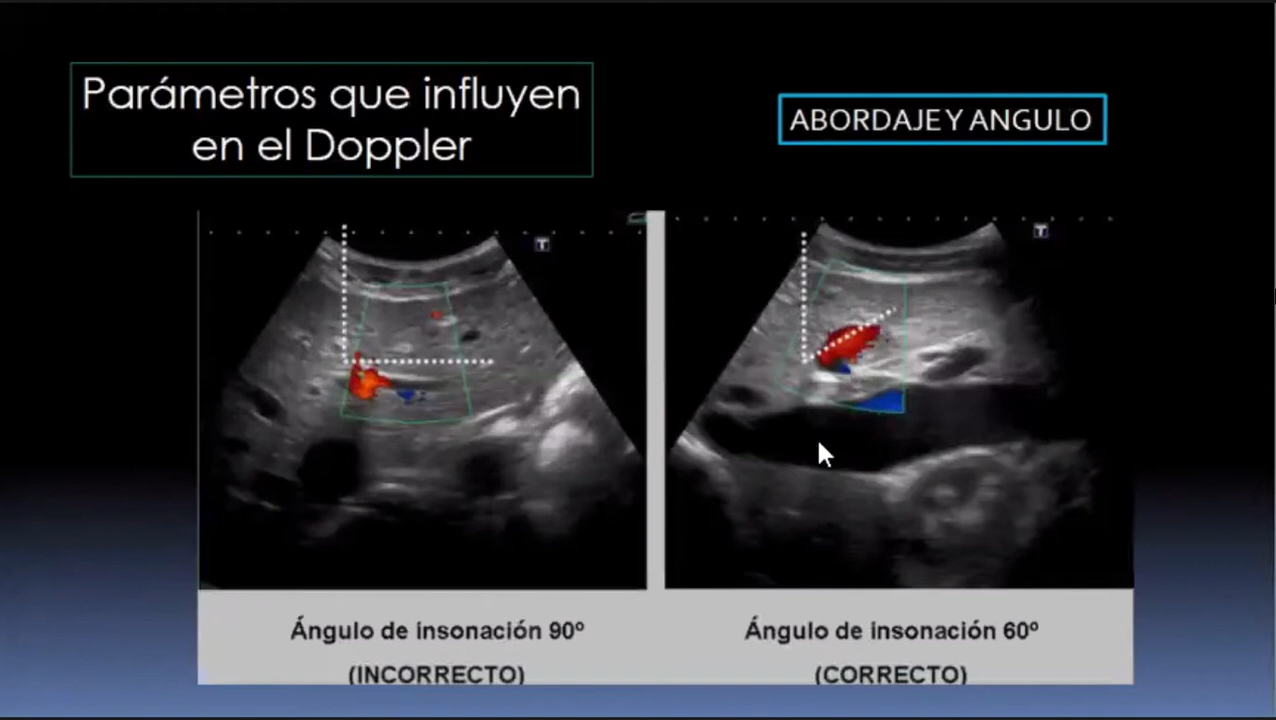 Parámetros que influyen
en el Doppler
ABORDAJE Y ANGULO
T
T
Ángulo de insonación 90º
(INCORRECTO)
Ángulo de insonación 60º
(CORRECTO)